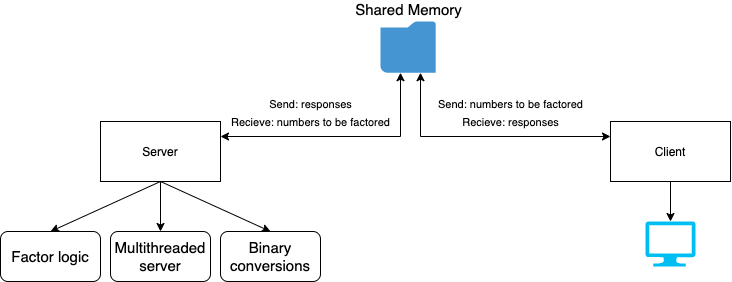 Shared Memory
Send: responses
Recieve: numbers to be factored
Send: numbers to be factored
Recieve: responses
Server
Client
Factor logic
Multithreaded
server
Binary
conversions